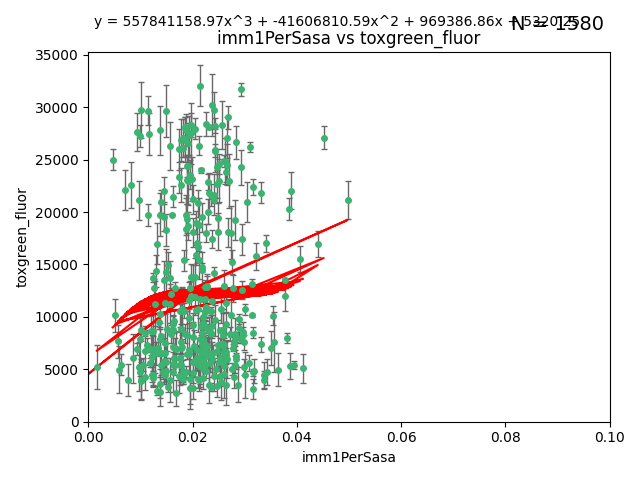 y = 557841158.97x^3 + -41606810.59x^2 + 969386.86x + 5320.25
N = 1580
imm1PerSasa vs toxgreen_fluor
35000
30000
25000
20000
15000
10000
5000
0
toxgreen_fluor
0.00 0.02 0.04 0.06 0.08 0.10
imm1PerSasa